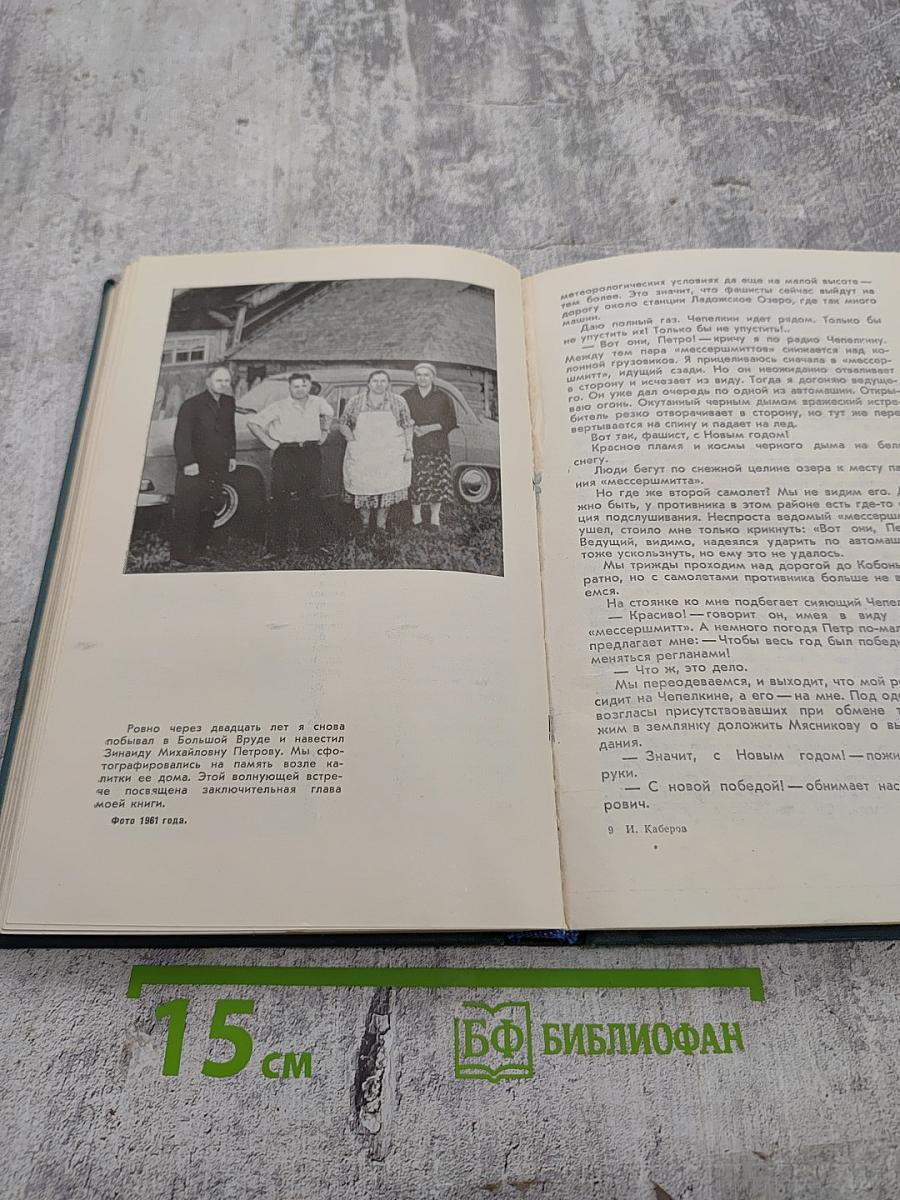 Ровно через двадцать лет я снова
побывал в Большой Вруде и навестил
Зинаиду Михайловну Петрову. Мы сфо-
тографировались на память возле ка-
литки ее дома. Этой волнующей встре-
че посвящена заключительная глава
моей книги.
Фото 1961 года.
метеорологических условиях да еще на малой высоте —
тем более. Это значит, что фашисты сейчас выйдут на
дорогу около станции Ладожское Озеро, где так много
машин.
Даю полный газ. Чепелкин идет рядом. Только бы
не упустить их! Только бы не упустить!..
— Вот они, Петро! — кричу я по радио Чепелкину.
Между тем пара «мессершмиттов» снижается над ко-
лонной грузовиков. Я прицеливаюсь сначала в «мессер-
шмитт», идущий сзади. Но он неожиданно отваливает
в сторону и исчезает из виду. Тогда я догоняю ведуще-
го. Он уже дал очередь по одной из автомашин. Откры-
ваю огонь. Окутанный черным дымом вражеский истре-
битель резко отворачивает в сторону, но тут же пере
вертывается на спину и падает на лед.
Вот так, фашист, с Новым годом!
Красное пламя и космы черного дыма на бел
снегу.
Люди бегут по снежной целине озера к месту па
ния «мессершмитта».
Но где же второй самолет? Мы не видим его.
жно быть, у противника в этом районе есть где-то
ция подслушивания. Неспроста ведомый «мессерш
ушел, стоило мне только крикнуть: «Вот они, Пе
Ведущий, видимо, надеялся ударить по автомаш
тоже ускользнуть, но ему это не удалось.
Мы трижды проходим над дорогой до Кобон
ратно, но с самолетами противника больше не в
емся.
На стоянке ко мне подбегает сияющий Чепел
— Красиво! — говорит он, имея в виду
«мессершмитт». А немного погодя Петр по-мал
предлагает мне: — Чтобы весь год был побед
меняться регланами!
— Что ж, это дело.
Мы переодеваемся, и выходит, что мой ре
сидит на Чепелкине, а его — на мне. Под од
возгласы присутствовавших при обмене т
жим в землянку доложить Мясникову о вы
дания.
— Значит, с Новым годом! — пожи
руки.
— С новой победой! — обнимает нас
рович.
9 И. Каберов
15 см
БФ БИБЛИОФАН